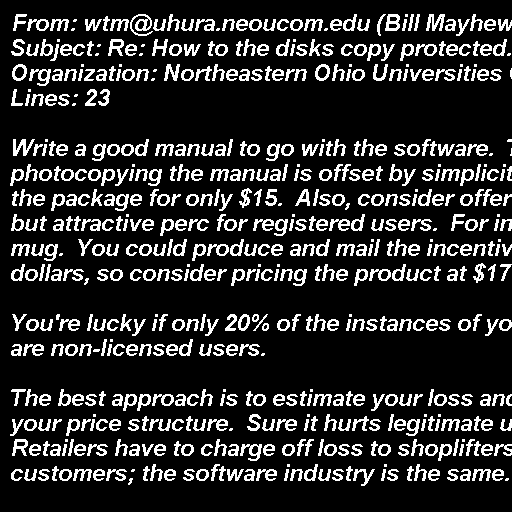 From: wtm@uhura.neoucom.edu (Bill Mayhew
Subject: Re: How to the disks copy protected.
Organization: Northeastern Ohio Universities
Lines: 23

Write a good manual to go with the software.
photocopying the manual is offset by simplicit
the package for only $15.  Also, consider offer
but attractive perc for registered users.  For in
mug.  You could produce and mail the incentiv
dollars, so consider pricing the product at $17

You're lucky if only 20% of the instances of yo
are non-licensed users.

The best approach is to estimate your loss and
your price structure.  Sure it hurts legitimate u
Retailers have to charge off loss to shoplifters
customers; the software industry is the same.